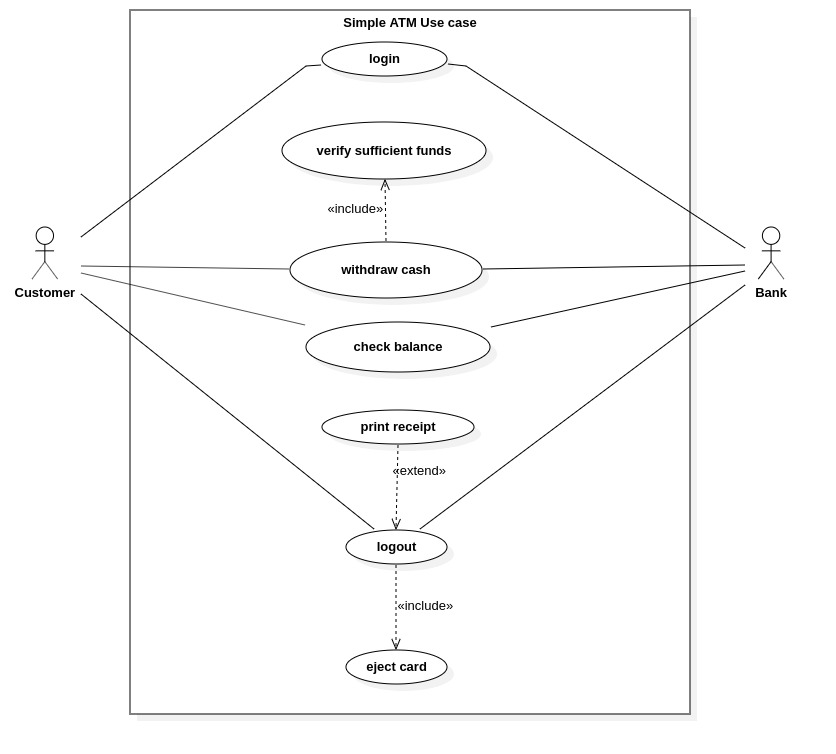 Simple ATM Use case
login
verify sufficient funds
«include»
withdraw cash
Customer
Bank
check balance
print receipt
«extend»
logout
«include»
eject card